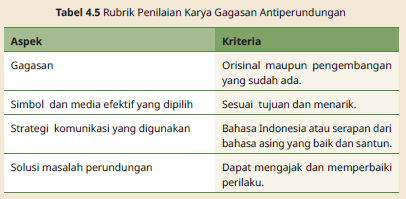 Tabel 4.5 Rubrik Penilaian Karya Gagasan Antiperundungan
Aspek Kriteria
Gagasan Orisinal maupun pengembangan
yang sudah ada.
Simbol dan media efektif yang dipilih Sesuai tujuan dan menarik.
Strategi komunikasi yang digunakan Bahasa Indonesia atau serapan dari
bahasa asing yang baik dan santun.
Solusi masalah perundungan Dapat mengajak dan memperbaiki
perilaku.